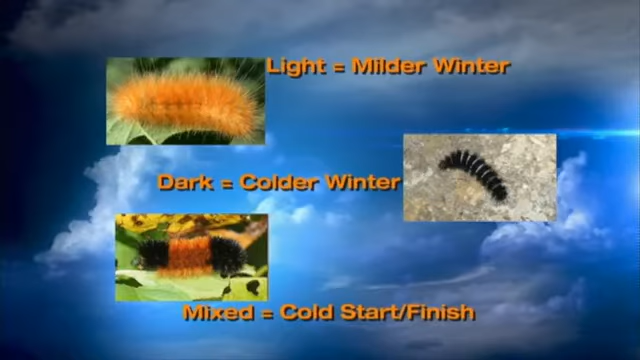 Light = Milder Winter
Dark = Colder Winter
Mixed = Cold Start/Finish